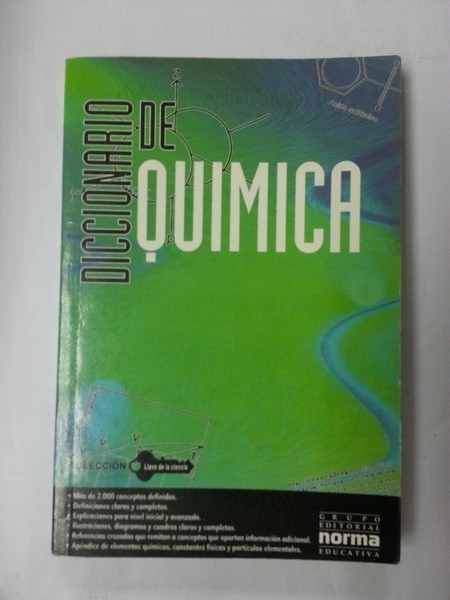 DICCIONARIO
DE
QUIMICA
COLECCIÓN Llave de la ciencia
• Más de 2.000 conceptos definidos.
• Definiciones claras y completas.
• Explicaciones para nivel inicial y avanzado.
• Ilustraciones, diagramas y cuadros claros y completos.
• Referencias cruzadas que remiten a conceptos que aportan información adicional.
• Apéndice de elementos químicos, constantes físicas y partículas elementales.
GRUPO
EDITORIAL
norma
EDUCATIVA